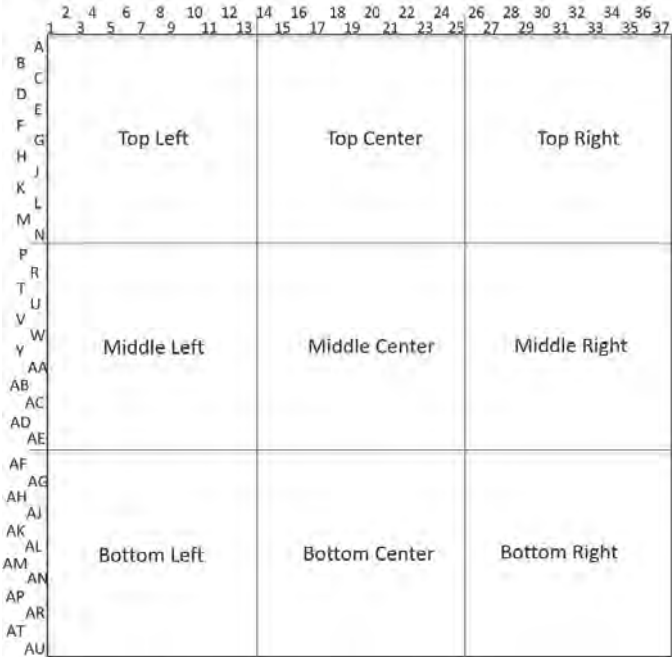 2 4 6 8 10 12 14 16 18 20 22 24 26 28 30 32 34 36
1 3 5 7 9 11 13 15 17 19 21 23 25 27 29 31 33 35 37
A
B
C
D
E
F
G
Top Left Top Center Top Right
H
J
K
L
M
N
P
R
T
U
V
W
Middle Left Middle Center Middle Right
Y
AA
AB
AC
AD
AE
AF
AG
AH
AJ
AK
AL
Bottom Left Bottom Center Bottom Right
AM
AN
AP
AR
AT
AU